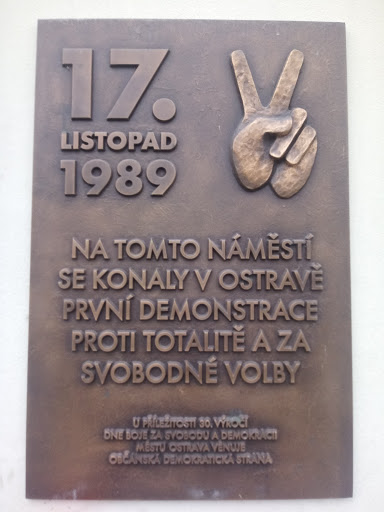 17.
LISTOPAD
1989
NA TOMTO NÁMĚSTÍ
SE KONALY V OSTRAVĚ
PRVNÍ DEMONSTRACE
PROTI TOTALITĚ A ZA
SVOBODNÉ VOLBY
U PŘÍLEŽITOSTI 30. VÝROČÍ
DNE BOJE ZA SVOBODU A DEMOKRACII
MĚSTU OSTRAVA VĚNUJE
OBČANSKÁ DEMOKRATICKÁ STRANA